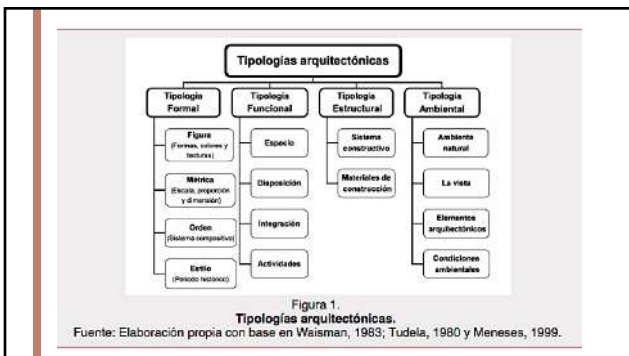 Tipologías arquitectónicas
Tipología
Formal
Figura
(Formas, colores y
texturas)
Métrica
(Escala, proporción
y dimensión)
Orden
(Sistema compositivo)
Estilo
(Periodo histórico)
Tipología
Funcional
Espacio
Disposición
Integración
Actividades
Tipología
Estructural
Sistema
constructivo
Materiales de
construcción
Tipología
Ambiental
Ambiente
natural
La vista
Elementos
arquitectónicos
Condiciones
ambientales
Figura 1.
Tipologías arquitectónicas.
Fuente: Elaboración propia con base en Waisman, 1983; Tudela, 1980 y Meneses, 1999.